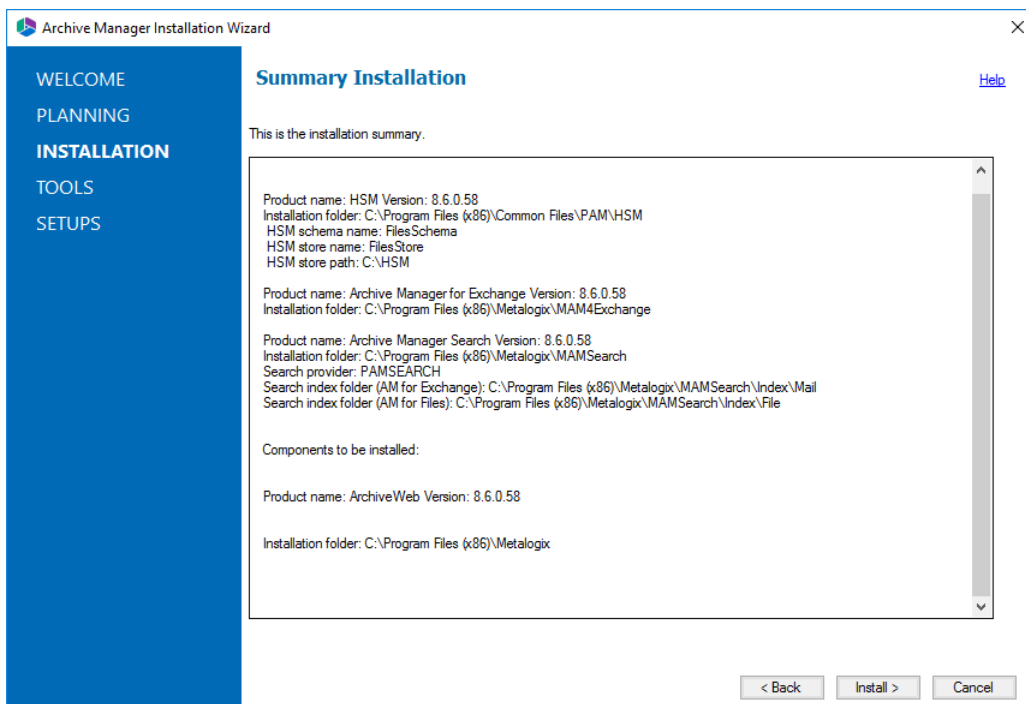 Archive Manager Installation Wizard
WELCOME
PLANNING
INSTALLATION
TOOLS
SETUPS
Summary Installation
Help
This is the installation summary.
Product name: HSM Version: 8.6.0.58
Installation folder: C:\Program Files (x86)\Common Files\PAM\HSM
HSM schema name: FilesSchema
HSM store name: FilesStore
HSM store path: C:\HSM
Product name: Archive Manager for Exchange Version: 8.6.0.58
Installation folder: C:\Program Files (x86)\Metalogix\MAM4Exchange
Product name: Archive Manager Search Version: 8.6.0.58
Installation folder: C:\Program Files (x86)\Metalogix\MAMSearch
Search provider: PAMSEARCH
Search index folder (AM for Exchange): C:\Program Files (x86)\Metalogix\MAMSearch\Index\Mail
Search index folder (AM for Files): C:\Program Files (x86)\Metalogix\MAMSearch\Index\File
Components to be installed:
Product name: ArchiveWeb Version: 8.6.0.58
Installation folder: C:\Program Files (x86)\Metalogix
< Back
Install >
Cancel